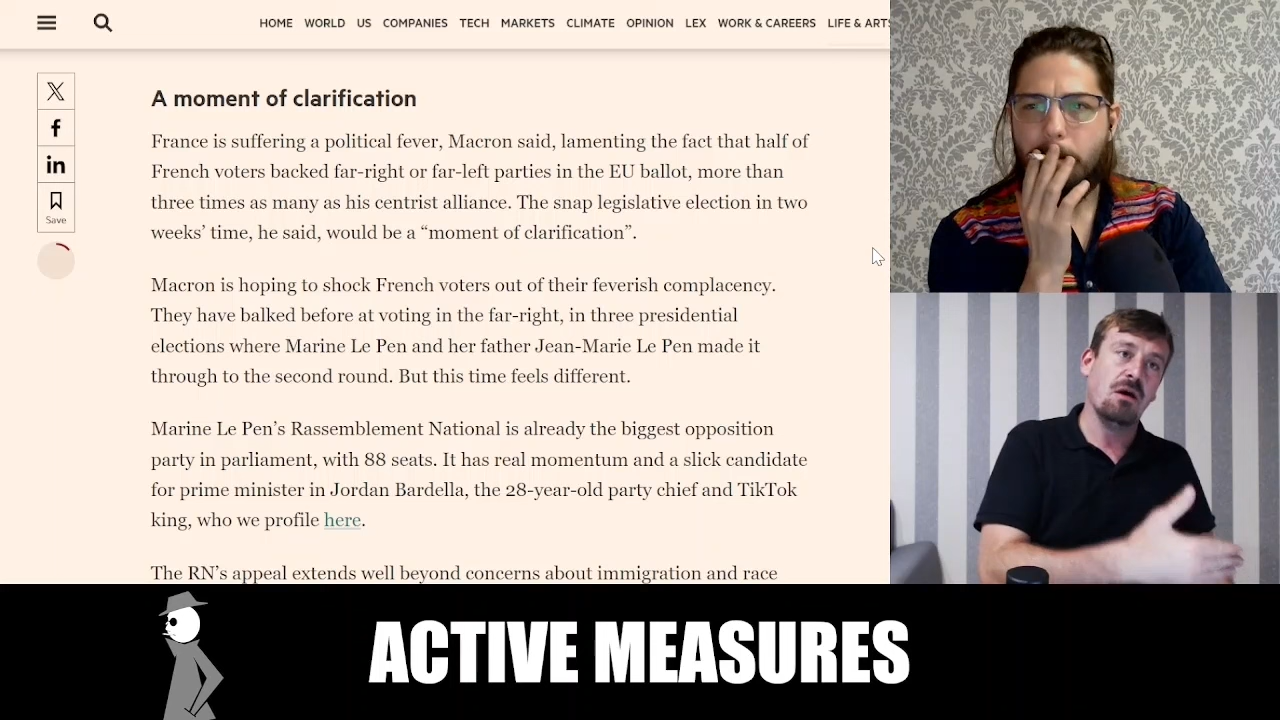 HOME WORLD US COMPANIES TECH MARKETS CLIMATE OPINION LEX WORK & CAREERS LIFE & ARTS
A moment of clarification
France is suffering a political fever, Macron said, lamenting the fact that half of
French voters backed far-right or far-left parties in the EU ballot, more than
three times as many as his centrist alliance. The snap legislative election in two
weeks’ time, he said, would be a “moment of clarification”.
Macron is hoping to shock French voters out of their feverish complacency.
They have balked before at voting in the far-right, in three presidential
elections where Marine Le Pen and her father Jean-Marie Le Pen made it
through to the second round. But this time feels different.
Marine Le Pen’s Rassemblement National is already the biggest opposition
party in parliament, with 88 seats. It has real momentum and a slick candidate
for prime minister in Jordan Bardella, the 28-year-old party chief and TikTok
king, who we profile here.
The RN’s appeal extends well beyond concerns about immigration and race
X
f
in
Save
ACTIVE MEASURES